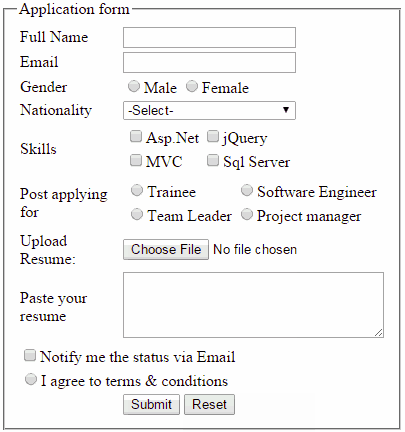 Application form
Full Name
Email
Gender Male Female
Nationality -Select-
Skills
Asp.Net jQuery
MVC Sql Server
Post applying for
Trainee Software Engineer
Team Leader Project manager
Upload Resume:
Choose File No file chosen
Paste your resume
Notify me the status via Email
I agree to terms & conditions
Submit Reset